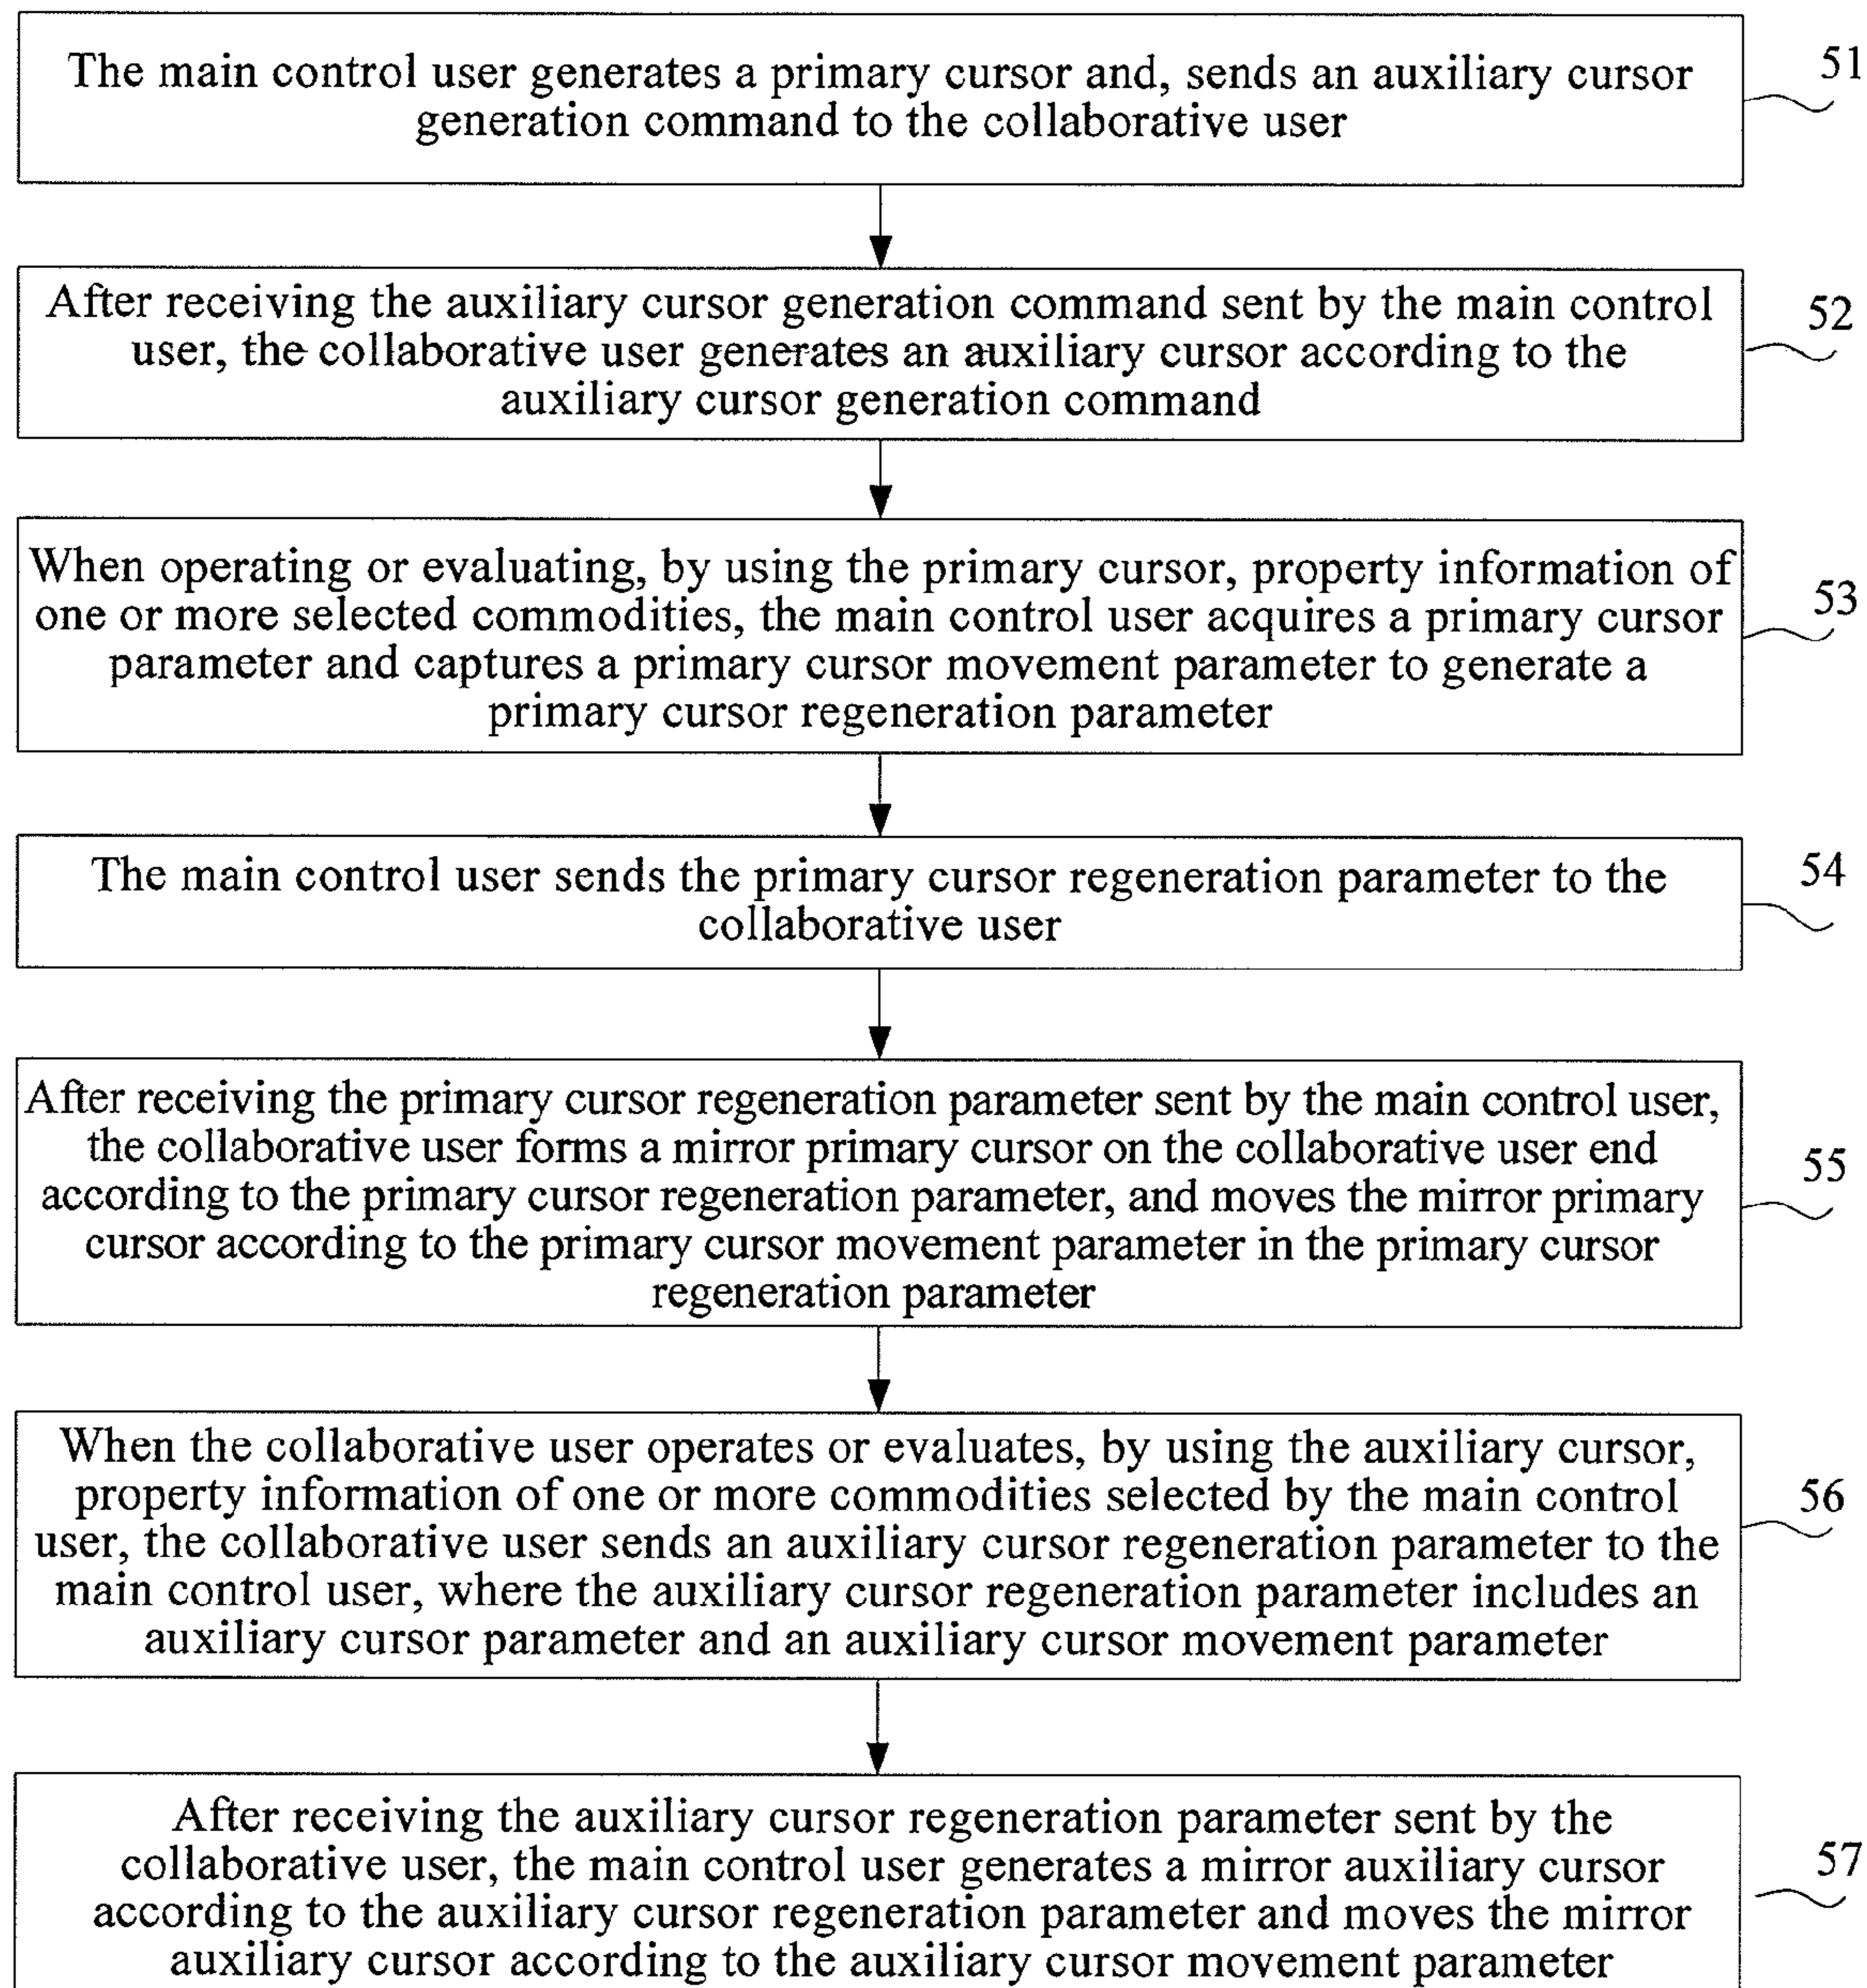 The main control user generates a primary cursor and, sends an auxiliary cursor
generation command to the collaborative user
51
After receiving the auxiliary cursor generation command sent by the main control
user, the collaborative user generates an auxiliary cursor according to the
auxiliary cursor generation command
52
When operating or evaluating, by using the primary cursor, property information of
one or more selected commodities, the main control user acquires a primary cursor
parameter and captures a primary cursor movement parameter to generate a
primary cursor regeneration parameter
53
The main control user sends the primary cursor regeneration parameter to the
collaborative user
54
After receiving the primary cursor regeneration parameter sent by the main control user,
the collaborative user forms a mirror primary cursor on the collaborative user end
according to the primary cursor regeneration parameter, and moves the mirror primary
cursor according to the primary cursor movement parameter in the primary cursor
regeneration parameter
55
When the collaborative user operates or evaluates, by using the auxiliary cursor,
property information of one or more commodities selected by the main control
user, the collaborative user sends an auxiliary cursor regeneration parameter to the
main control user, where the auxiliary cursor regeneration parameter includes an
auxiliary cursor parameter and an auxiliary cursor movement parameter
56
After receiving the auxiliary cursor regeneration parameter sent by the
collaborative user, the main control user generates a mirror auxiliary cursor
according to the auxiliary cursor regeneration parameter and moves the mirror
auxiliary cursor according to the auxiliary cursor movement parameter
57